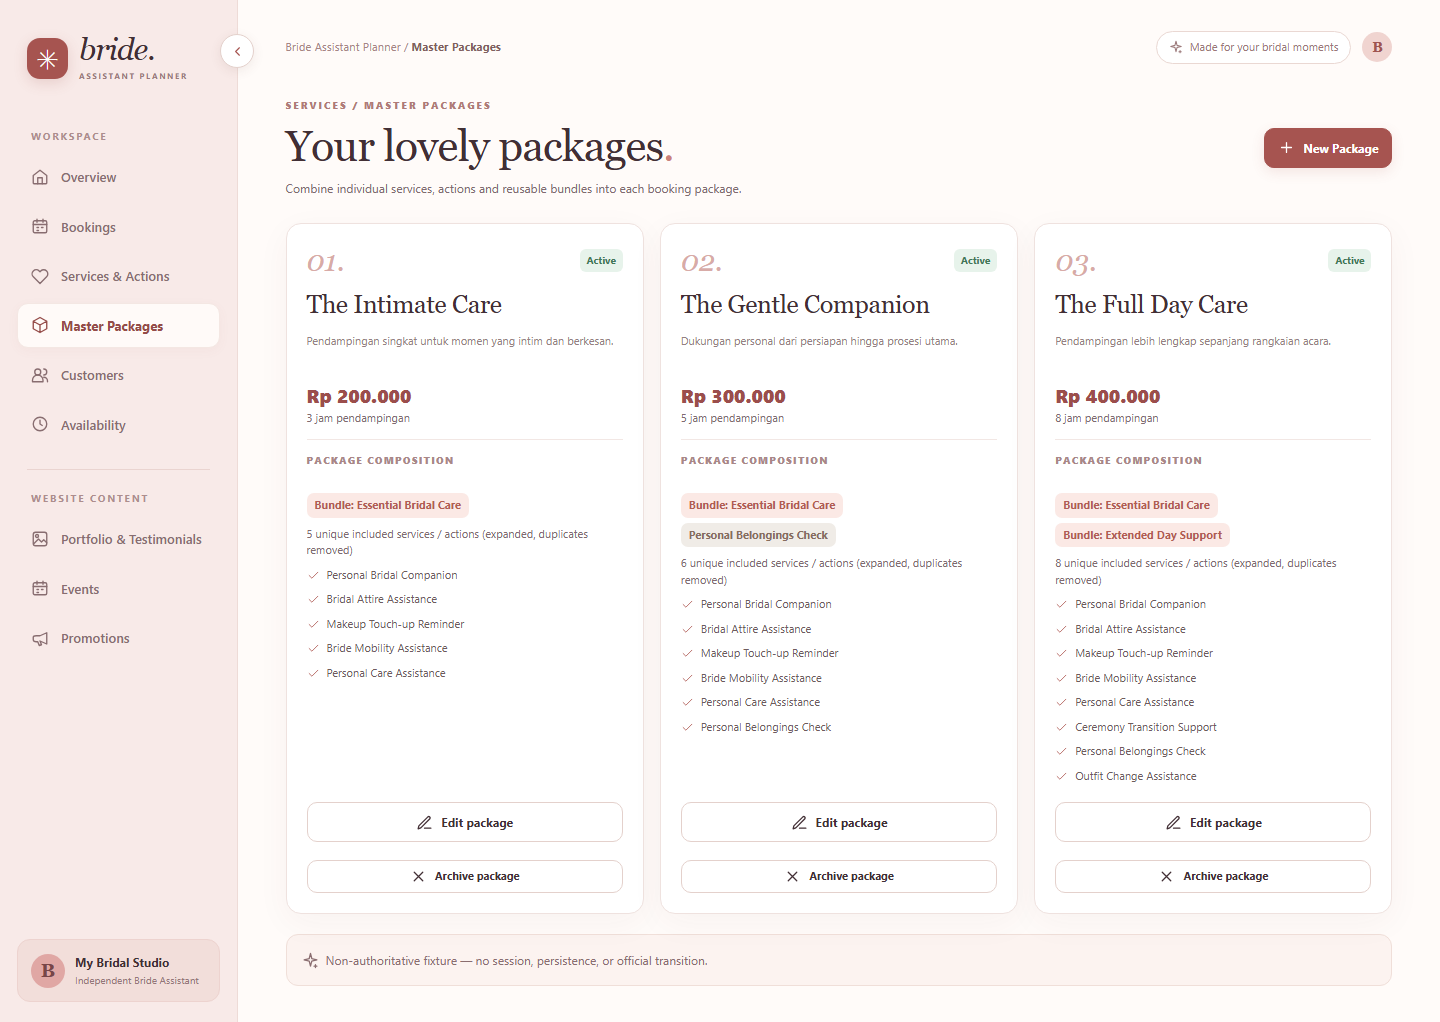 bride.
ASSISTANT PLANNER
WORKSPACE
Overview
Bookings
Services & Actions
Master Packages
Customers
Availability
WEBSITE CONTENT
Portfolio & Testimonials
Events
Promotions
B
My Bridal Studio
Independent Bride Assistant
Bride Assistant Planner / Master Packages
Made for your bridal moments
B
SERVICES / MASTER PACKAGES
Your lovely packages.
Combine individual services, actions and reusable bundles into each booking package.
New Package
01.
Active
The Intimate Care
Pendampingan singkat untuk momen yang intim dan berkesan.
Rp 200.000
3 jam pendampingan
PACKAGE COMPOSITION
Bundle: Essential Bridal Care
5 unique included services / actions (expanded, duplicates
removed)
Personal Bridal Companion
Bridal Attire Assistance
Makeup Touch-up Reminder
Bride Mobility Assistance
Personal Care Assistance
Edit package
Archive package
02.
Active
The Gentle Companion
Dukungan personal dari persiapan hingga prosesi utama.
Rp 300.000
5 jam pendampingan
PACKAGE COMPOSITION
Bundle: Essential Bridal Care
Personal Belongings Check
6 unique included services / actions (expanded, duplicates
removed)
Personal Bridal Companion
Bridal Attire Assistance
Makeup Touch-up Reminder
Bride Mobility Assistance
Personal Care Assistance
Personal Belongings Check
Edit package
Archive package
03.
Active
The Full Day Care
Pendampingan lebih lengkap sepanjang rangkaian acara.
Rp 400.000
8 jam pendampingan
PACKAGE COMPOSITION
Bundle: Essential Bridal Care
Bundle: Extended Day Support
8 unique included services / actions (expanded, duplicates
removed)
Personal Bridal Companion
Bridal Attire Assistance
Makeup Touch-up Reminder
Bride Mobility Assistance
Personal Care Assistance
Ceremony Transition Support
Personal Belongings Check
Outfit Change Assistance
Edit package
Archive package
Non-authoritative fixture — no session, persistence, or official transition.